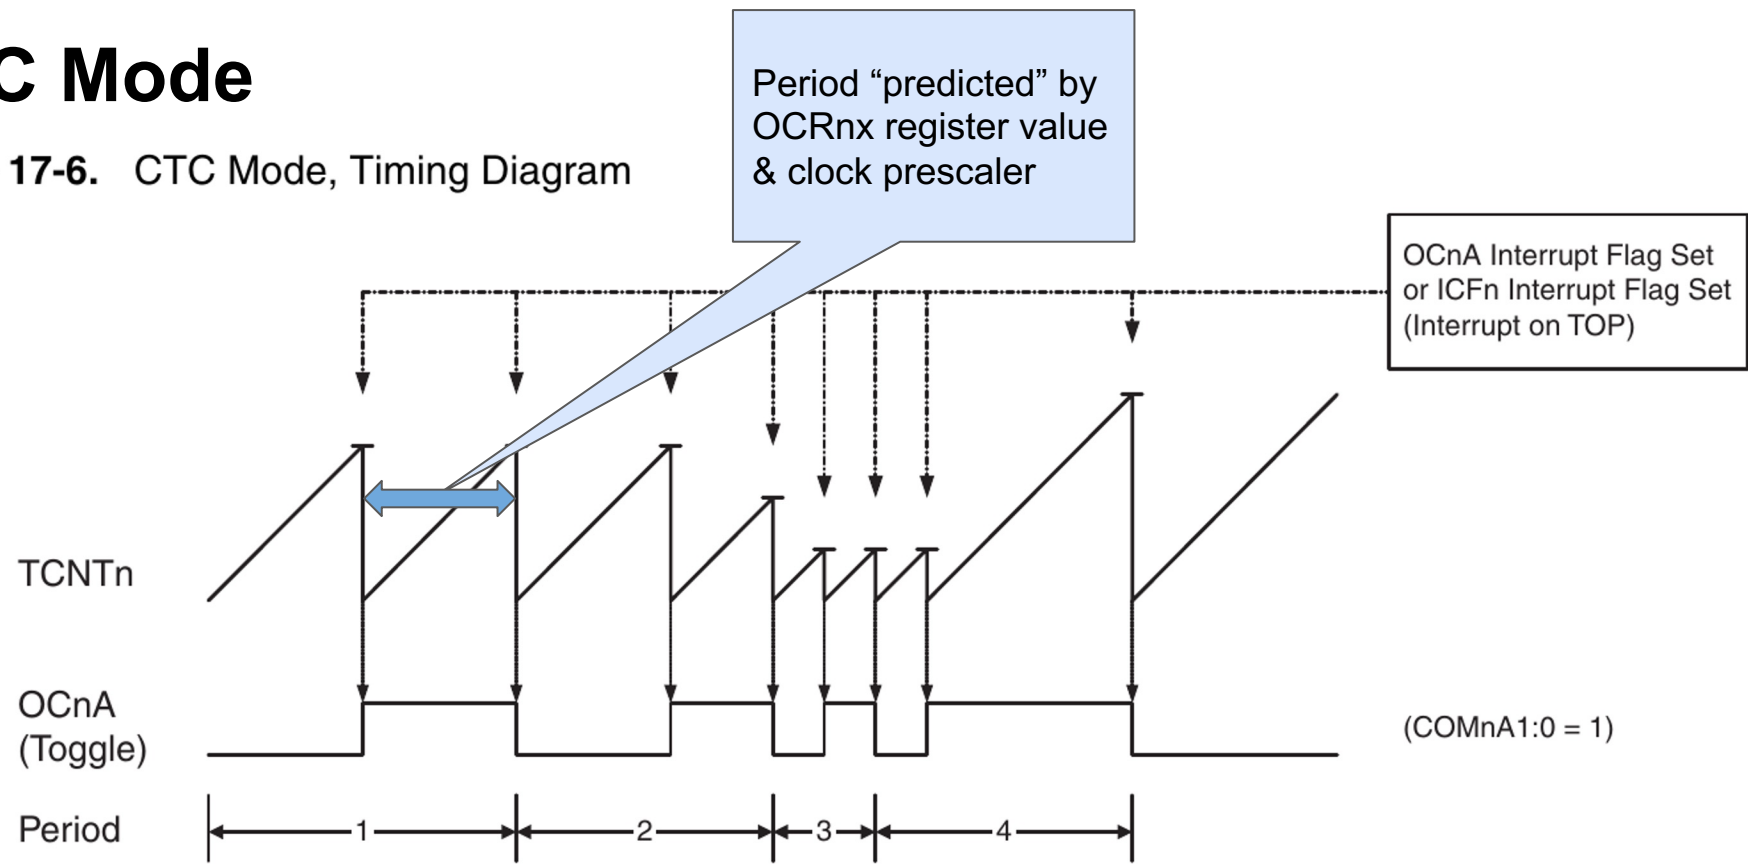 C Mode
17-6. CTC Mode, Timing Diagram
Period “predicted” by
OCRnx register value
& clock prescaler
OCnA Interrupt Flag Set
or ICFn Interrupt Flag Set
(Interrupt on TOP)
TCNTn
OCnA
(Toggle)
(COMnA1:0 = 1)
Period
1
2
3
4